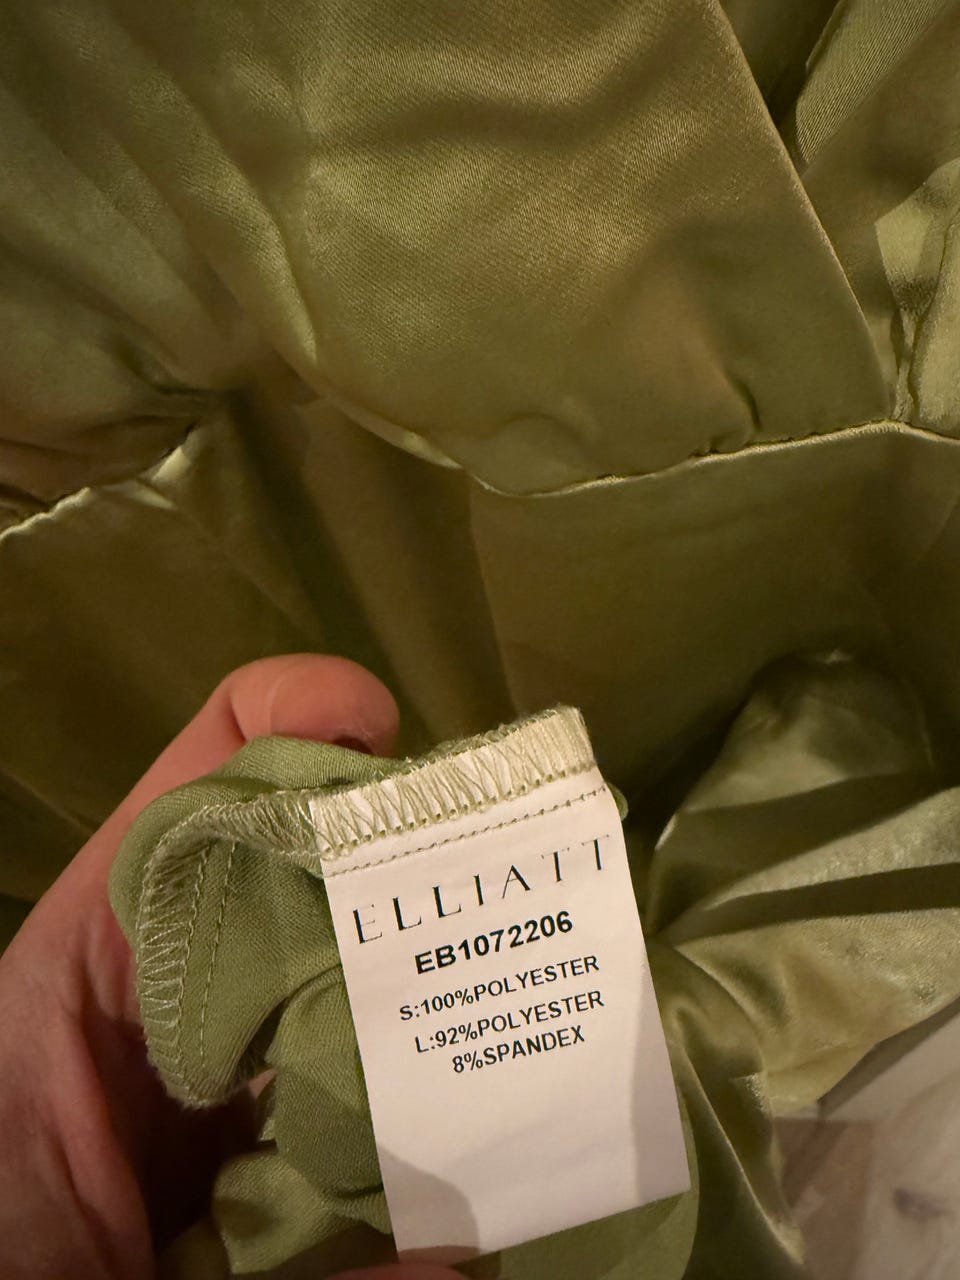 ELLIATT
EB1072206
S:100%POLYESTER
L:92%POLYESTER
8%SPANDEX